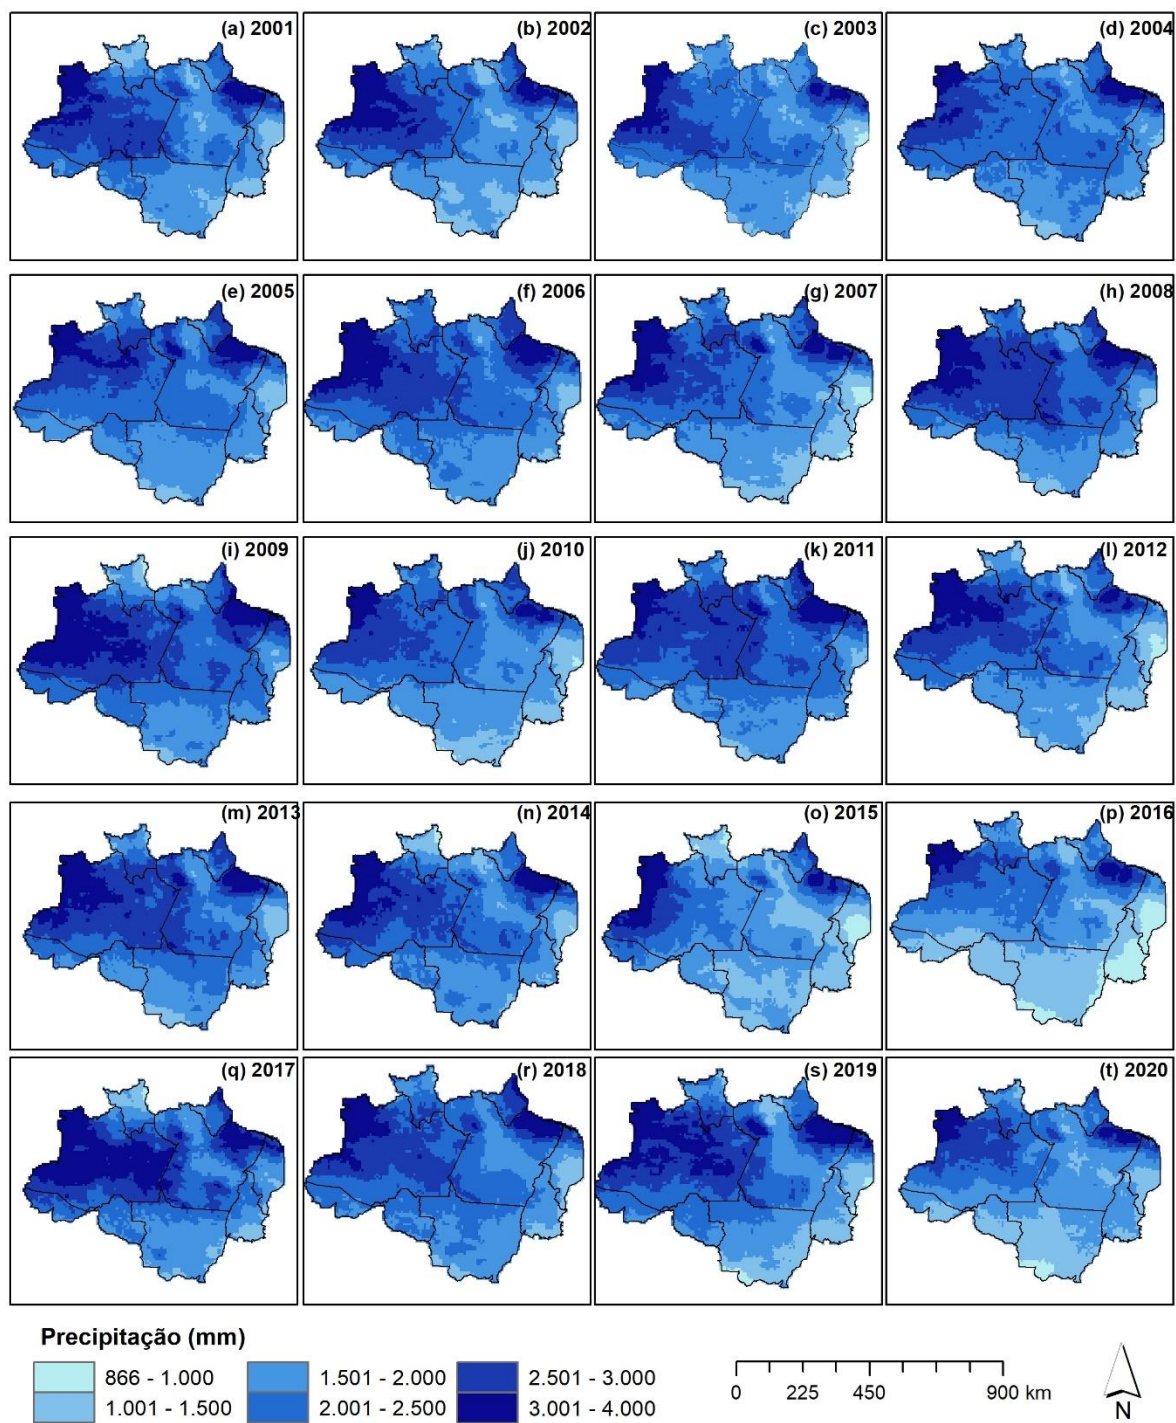 (a) 2001
(b) 2002
(c) 2003
(d) 2004
(e) 2005
(f) 2006
(g) 2007
(h) 2008
(i) 2009
(j) 2010
(k) 2011
(l) 2012
(m) 2013
(n) 2014
(o) 2015
(p) 2016
(q) 2017
(r) 2018
(s) 2019
(t) 2020
Precipitação (mm)
866 - 1.000
1.001 - 1.500
1.501 - 2.000
2.001 - 2.500
2.501 - 3.000
3.001 - 4.000
0 225 450 900 km
N